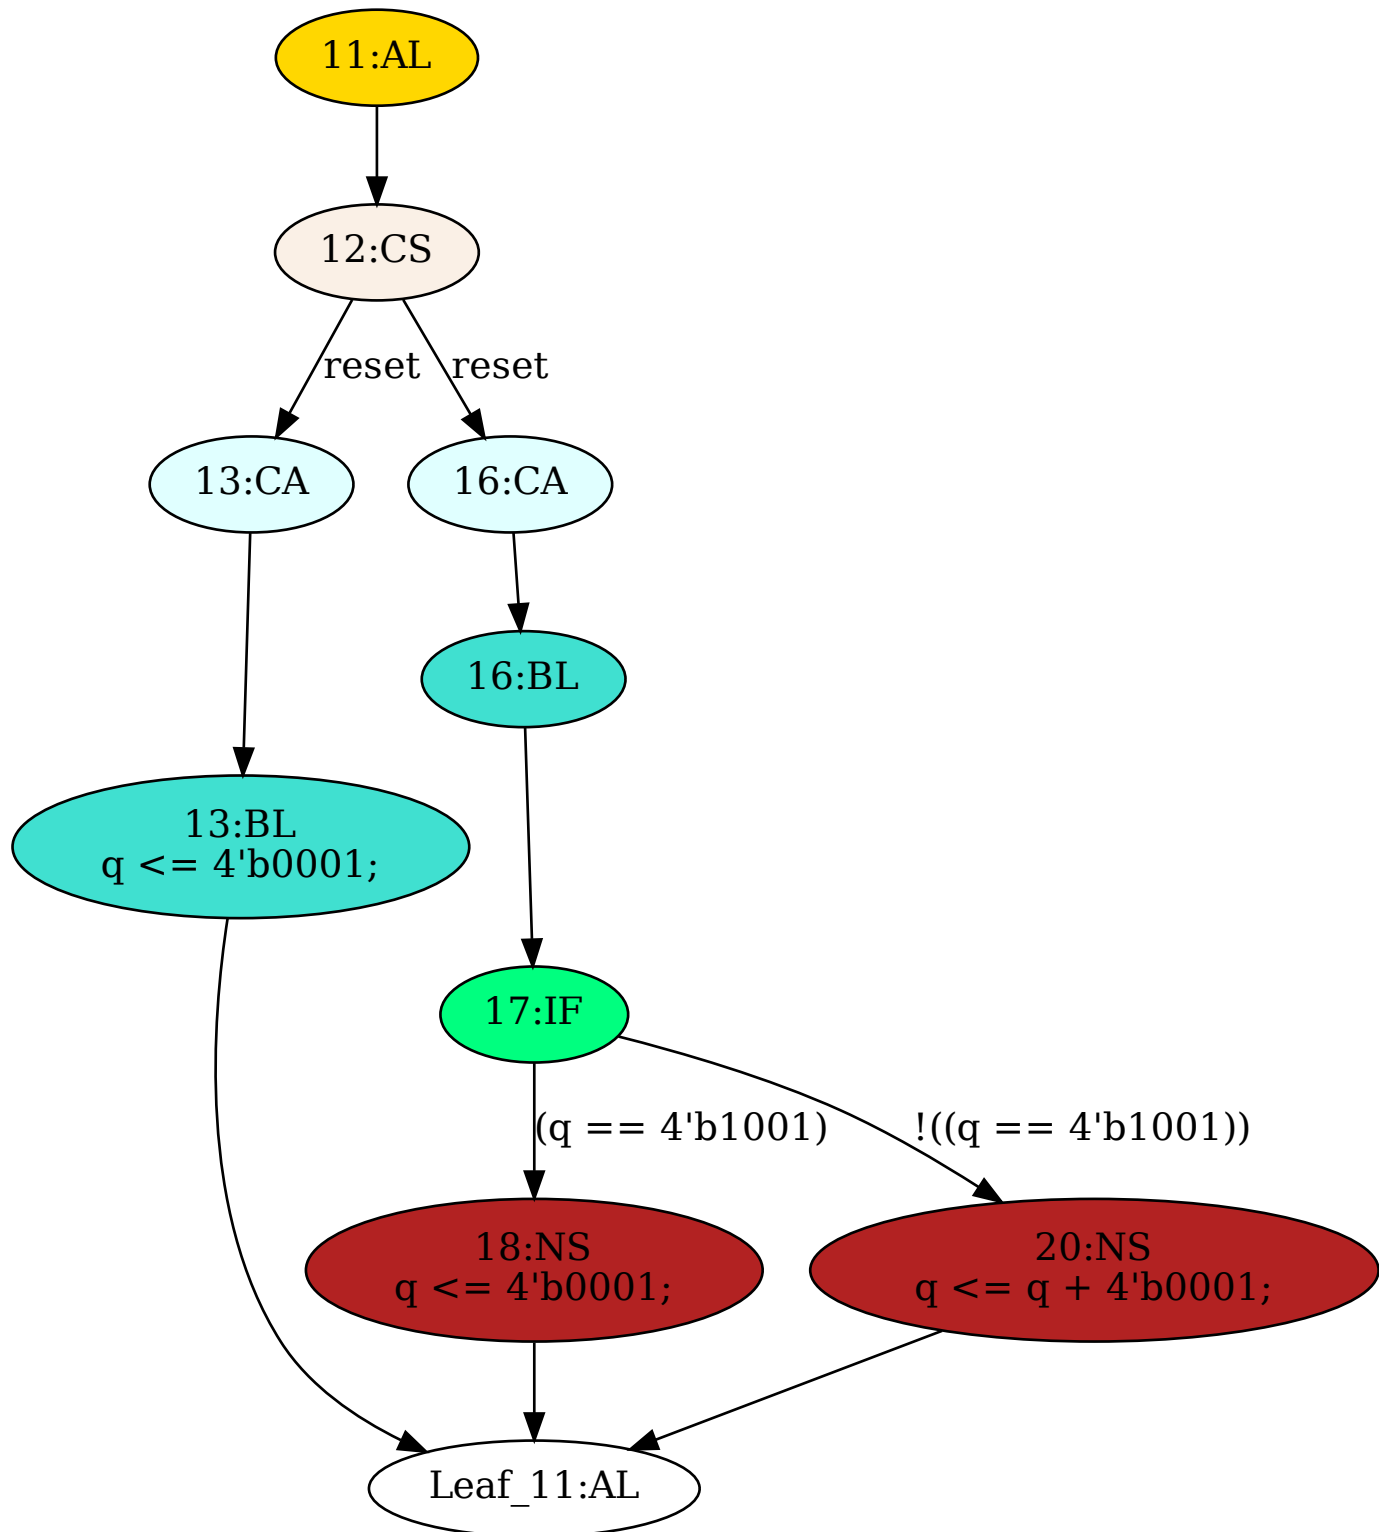 11:AL
12:CS
reset
reset
13:CA
16:CA
16:BL
13:BL
q <= 4'b0001;
17:IF
(q == 4'b1001)
!((q == 4'b1001))
18:NS
q <= 4'b0001;
20:NS
q <= q + 4'b0001;
Leaf_11:AL